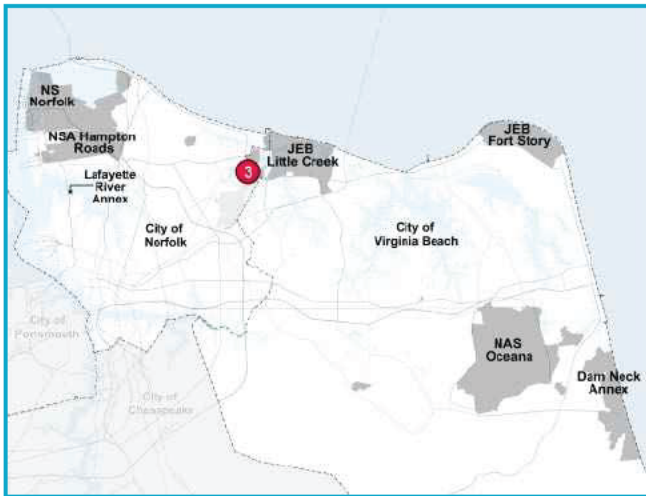 NS
Norfolk
NSA Hampton
Roads
Lafayette
River
Annex
City of
Norfolk
3
JEB
Little Creek
JEB
Fort Story
City of
Virginia Beach
City of
Portsmouth
City of
Chesapeake
NAS
Oceana
Dam Neck
Annex